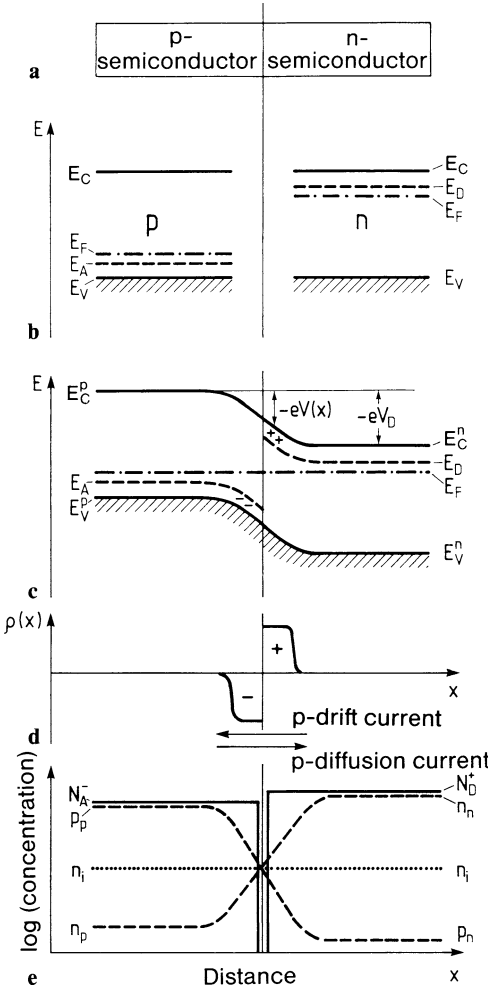 p-
semiconductor
n-
semiconductor
a
E
E_C
E_C
E_D
E_F
p
n
E_F
E_A
E_V
E_V
b
E
E_C^p
-eV(x)
-eV_D
E_C^n
++
E_D
E_F
E_A
E_V^p
--
E_V^n
c
ρ(x)
+
-
x
p-drift current
d
p-diffusion current
log (concentration)
N_A^-
p_p
N_D^+
n_n
n_i
n_i
n_p
p_n
e
Distance
x